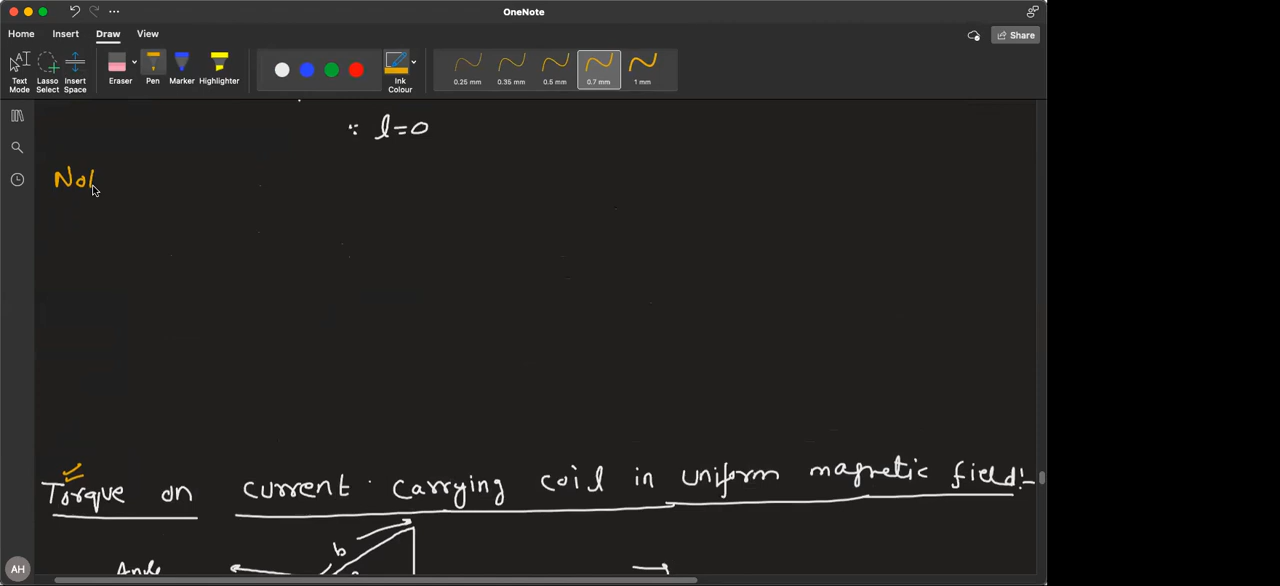 OneNote
Home Insert Draw View
Share
Text Mode
Lasso Select
Insert Space
Eraser
Pen
Marker
Highlighter
Ink Colour
0.25 mm
0.35 mm
0.5 mm
0.7 mm
1 mm
∵ l=0
Not
Torque on current carrying coil in uniform magnetic field:-
b
Angle
AH